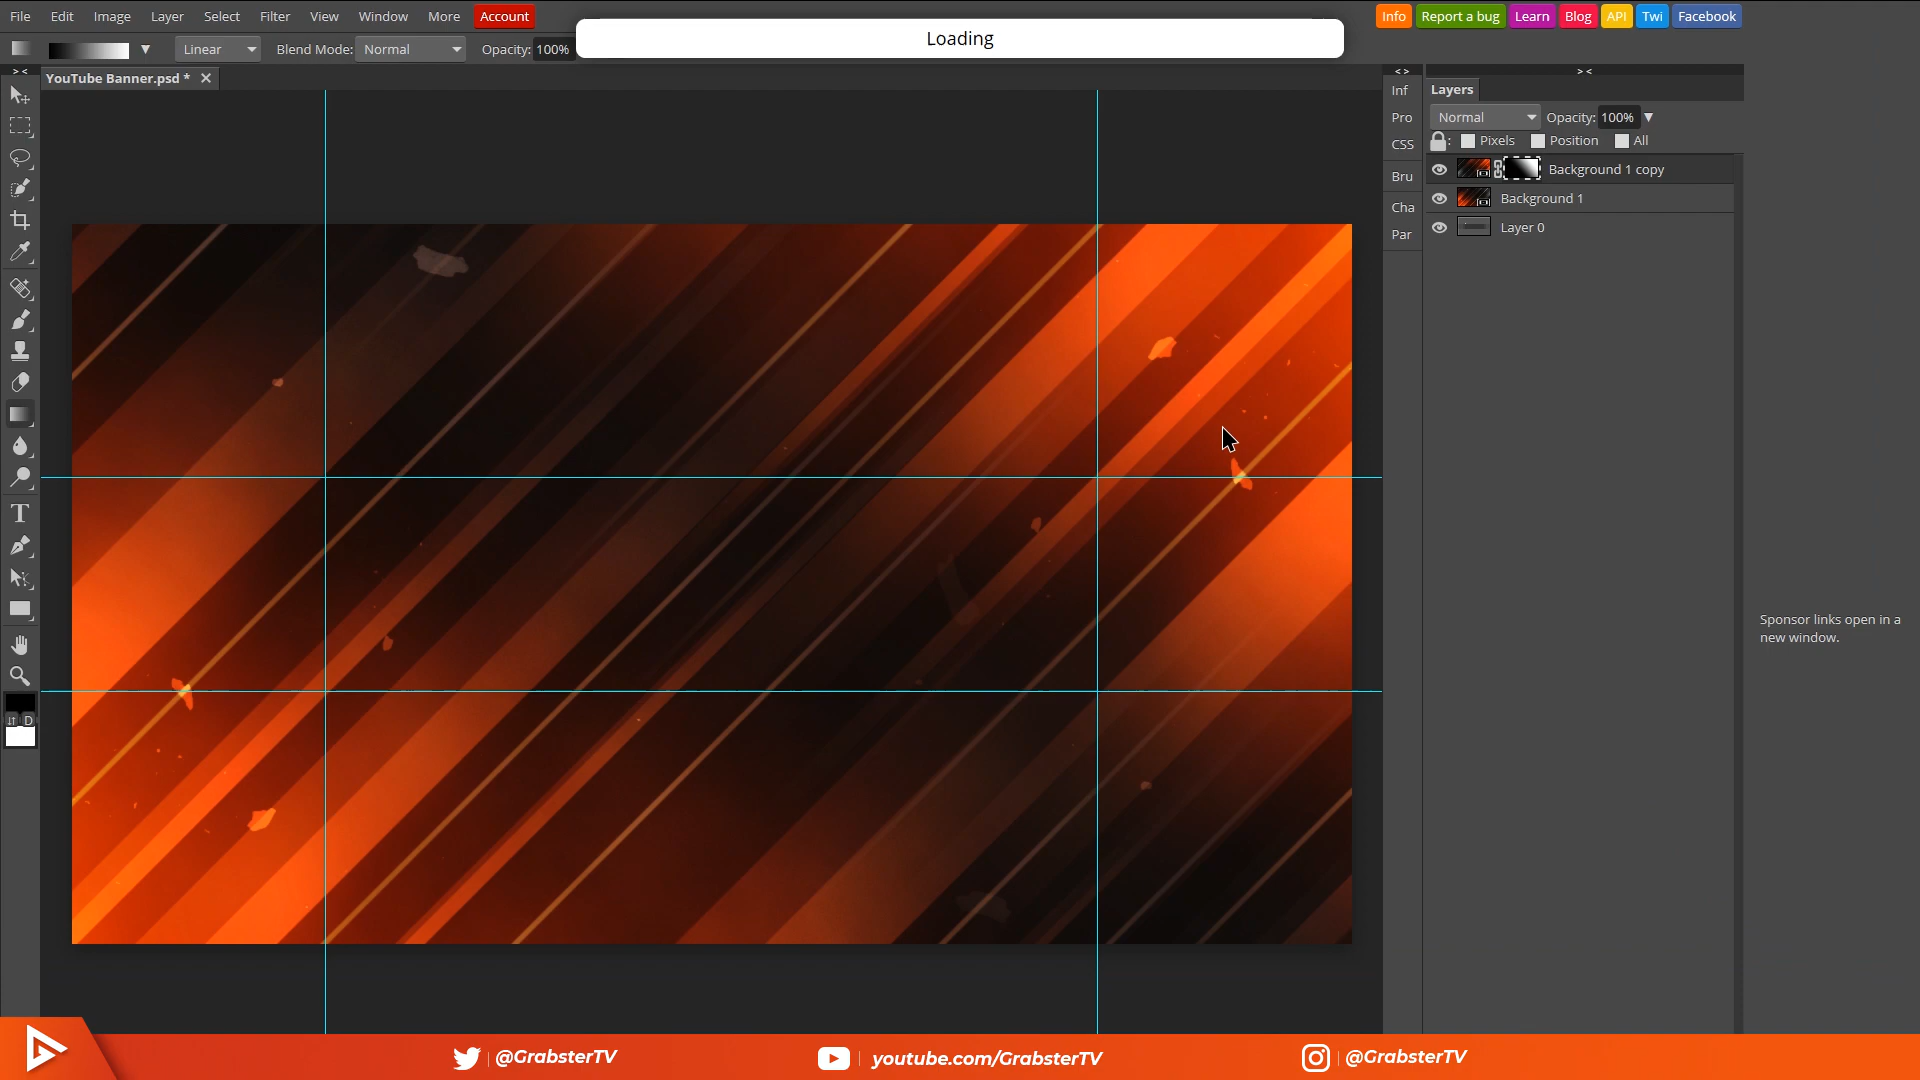 File Edit Image Layer Select Filter View Window More Account
Loading
Info Report a bug Learn Blog API Twi Facebook
Linear Blend Mode: Normal Opacity: 100%
YouTube Banner.psd *
Inf
Pro
CSS
Bru
Cha
Par
Layers
Normal Opacity: 100%
Pixels Position All
Background 1 copy
Background 1
Layer 0
T
D
Sponsor links open in a
new window.
@GrabsterTV
youtube.com/GrabsterTV
@GrabsterTV